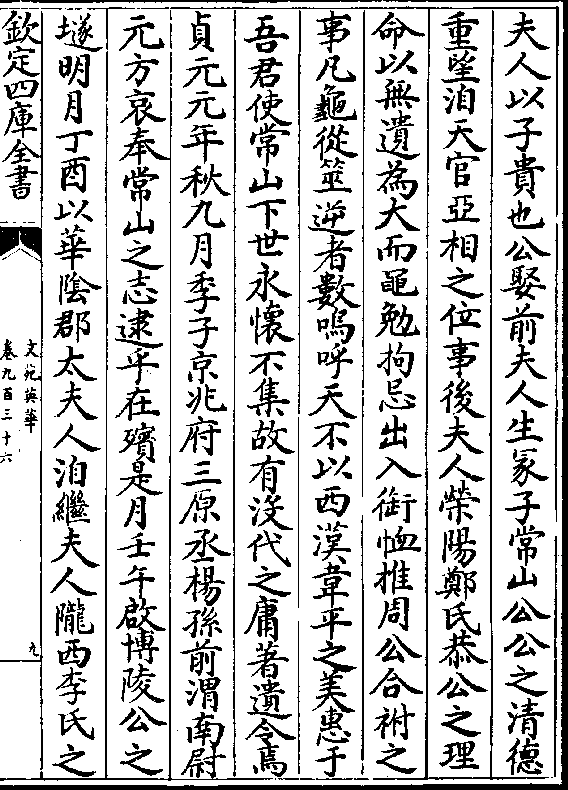 夫人以子貴也公娶前夫人生冢子常山公公之清德
重望洎天官亞相之位事後夫人榮陽鄭氏恭公之理
命以無遺為大而黽勉拘忌出入銜恤推周公合祔之
事凡龜從筮逆者數嗚呼天不以西漢韋平之美惠于
吾君使常山下世永懷不集故有没代之庸著遺令焉
貞元元年秋九月季子京兆府三原丞楊孫前渭南尉
元方哀奉常山之志逮乎在殯是月壬午啟博陵公之
𡑞明月丁酉以華陰郡太夫人洎繼夫人隴西李氏之
欽定四庫全書
文苑英華
卷九百三十六
九